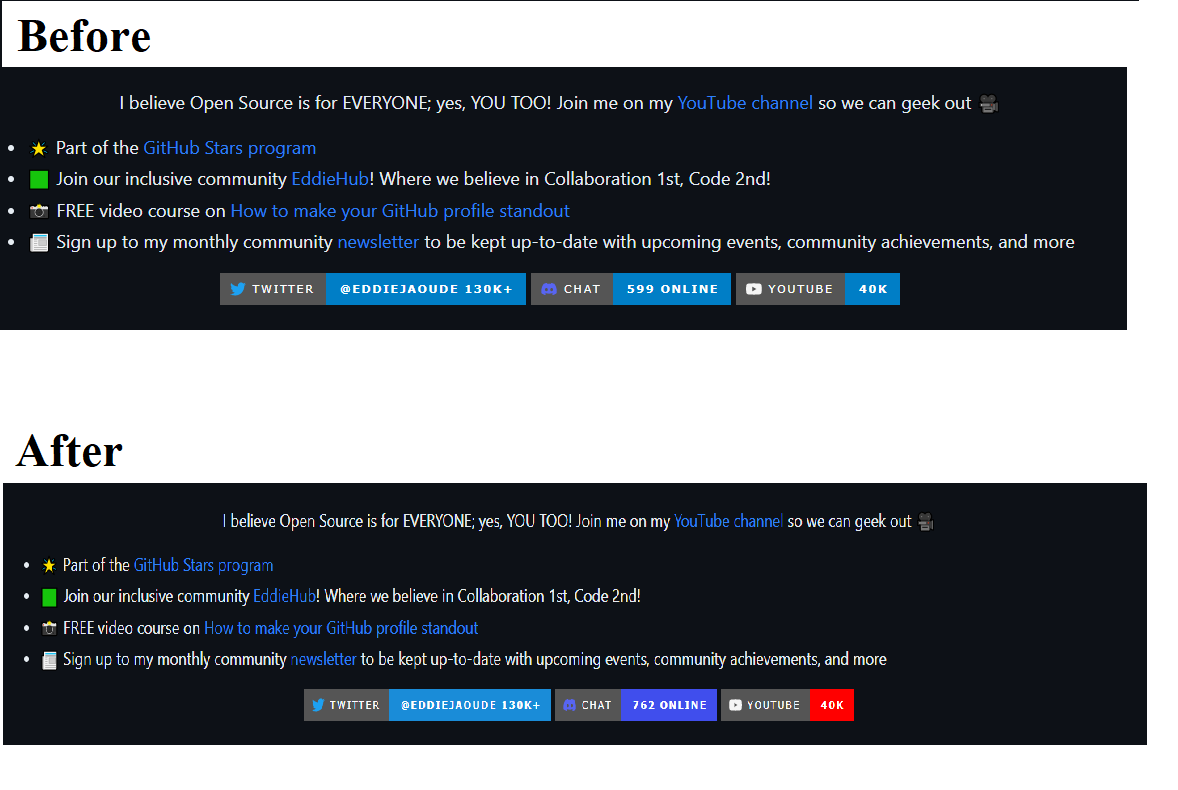 Before
I believe Open Source is for EVERYONE; yes, YOU TOO! Join me on my YouTube channel so we can geek out 🎥
• 🌟 Part of the GitHub Stars program
• 🟩 Join our inclusive community EddieHub! Where we believe in Collaboration 1st, Code 2nd!
• 📷 FREE video course on How to make your GitHub profile standout
• 📰 Sign up to my monthly community newsletter to be kept up-to-date with upcoming events, community achievements, and more
TWITTER @EDDIEJAOUDE 130K+ CHAT 599 ONLINE YOUTUBE 40K
After
I believe Open Source is for EVERYONE; yes, YOU TOO! Join me on my YouTube channel so we can geek out 🎥
• 🌟 Part of the GitHub Stars program
• 🟩 Join our inclusive community EddieHub! Where we believe in Collaboration 1st, Code 2nd!
• 📷 FREE video course on How to make your GitHub profile standout
• 📰 Sign up to my monthly community newsletter to be kept up-to-date with upcoming events, community achievements, and more
TWITTER @EDDIEJAOUDE 130K+ CHAT 762 ONLINE YOUTUBE 40K